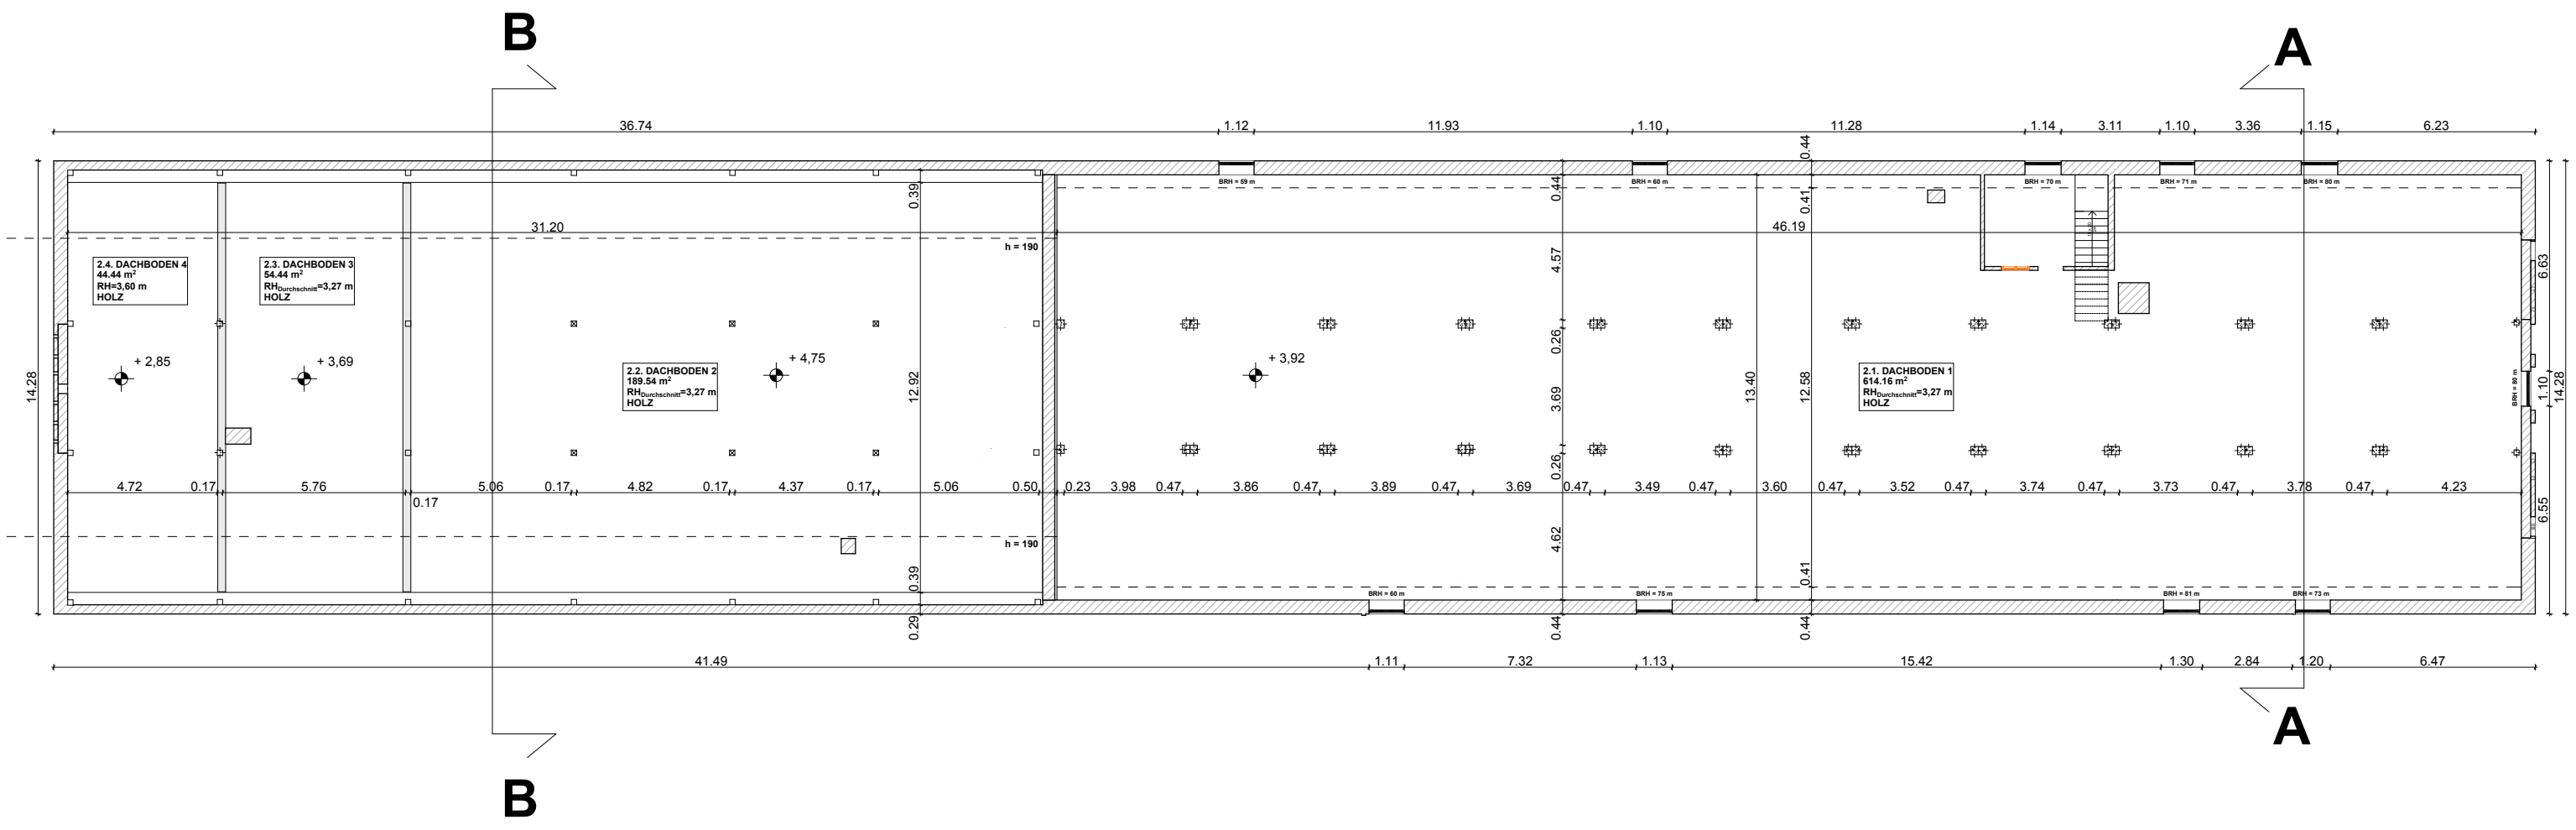 B
A
36.74
1.12
11.93
1.10
11.28
1.14
3.11
1.10
3.36
1.15
6.23
0.44
BRH = 59 m
BRH = 60 m
BRH = 70 m
BRH = 71 m
BRH = 80 m
0.39
0.44
0.41
31.20
46.19
h = 190
4.57
6.63
2.4. DACHBODEN 4
44.44 m²
RH=3,60 m
HOLZ
2.3. DACHBODEN 3
54.44 m²
RHDurchschnitt=3,27 m
HOLZ
+ 2,85
+ 3,69
+ 4,75
+ 3,92
0.26
2.2. DACHBODEN 2
189.54 m²
RHDurchschnitt=3,27 m
HOLZ
2.1. DACHBODEN 1
614.16 m²
RHDurchschnitt=3,27 m
HOLZ
14.28
12.92
3.69
13.40
12.58
BRH = 80 m
1.10
14.28
0.26
4.72
0.17
5.76
0.17
5.06
0.17
4.82
0.17
4.37
0.17
5.06
0.50
0.23
3.98
0.47
3.86
0.47
3.89
0.47
3.69
0.47
3.49
0.47
3.60
0.47
3.52
0.47
3.74
0.47
3.73
0.47
3.78
0.47
4.23
6.55
h = 190
4.62
0.39
0.41
BRH = 60 m
BRH = 75 m
BRH = 81 m
BRH = 73 m
0.29
0.44
0.44
41.49
1.11
7.32
1.13
15.42
1.30
2.84
1.20
6.47
B
A